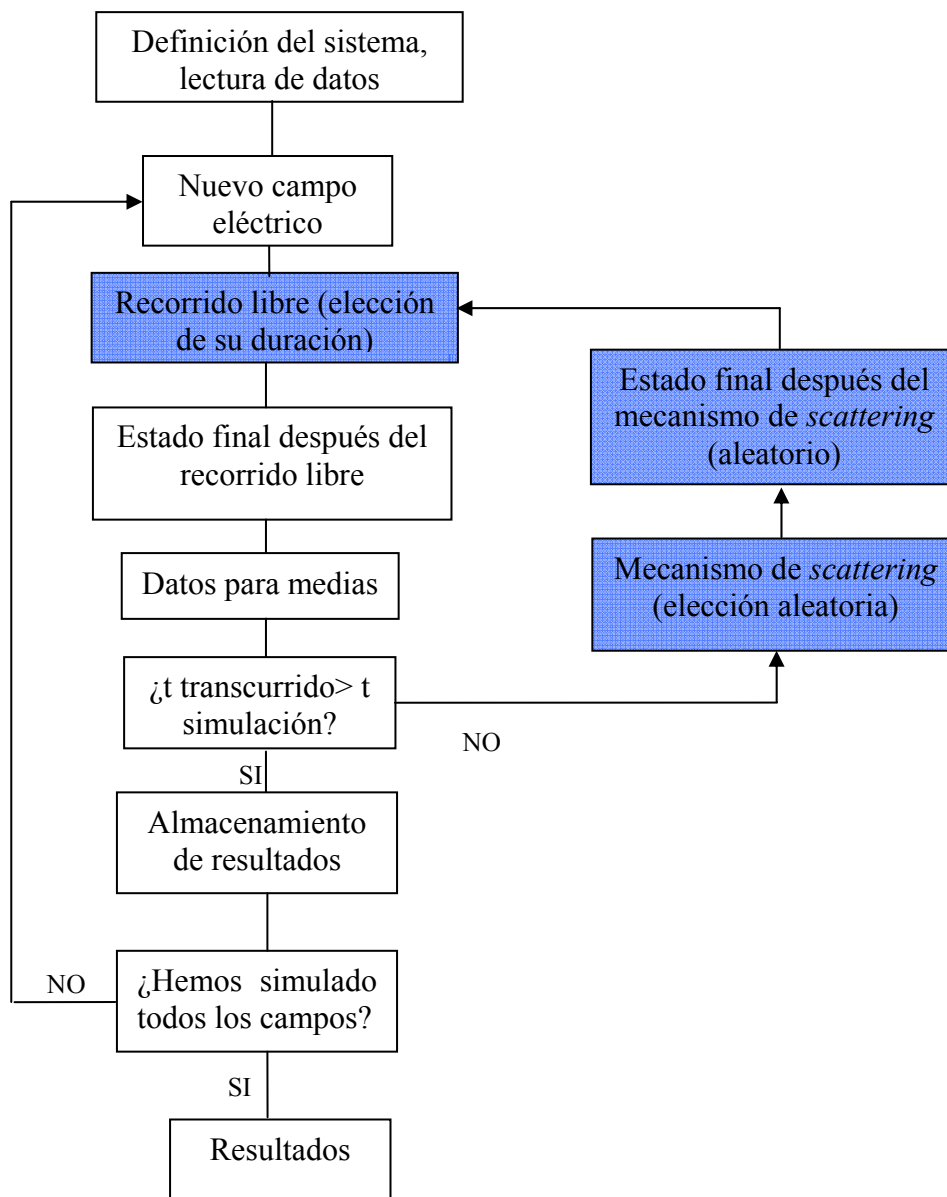 Definición del sistema,
lectura de datos
Nuevo campo
eléctrico
Recorrido libre (elección
de su duración)
Estado final después del
recorrido libre
Datos para medias
¿t transcurrido> t
simulación?
NO
SI
Almacenamiento
de resultados
¿Hemos simulado
todos los campos?
NO
SI
Resultados
Estado final después del
mecanismo de scattering
(aleatorio)
Mecanismo de scattering
(elección aleatoria)